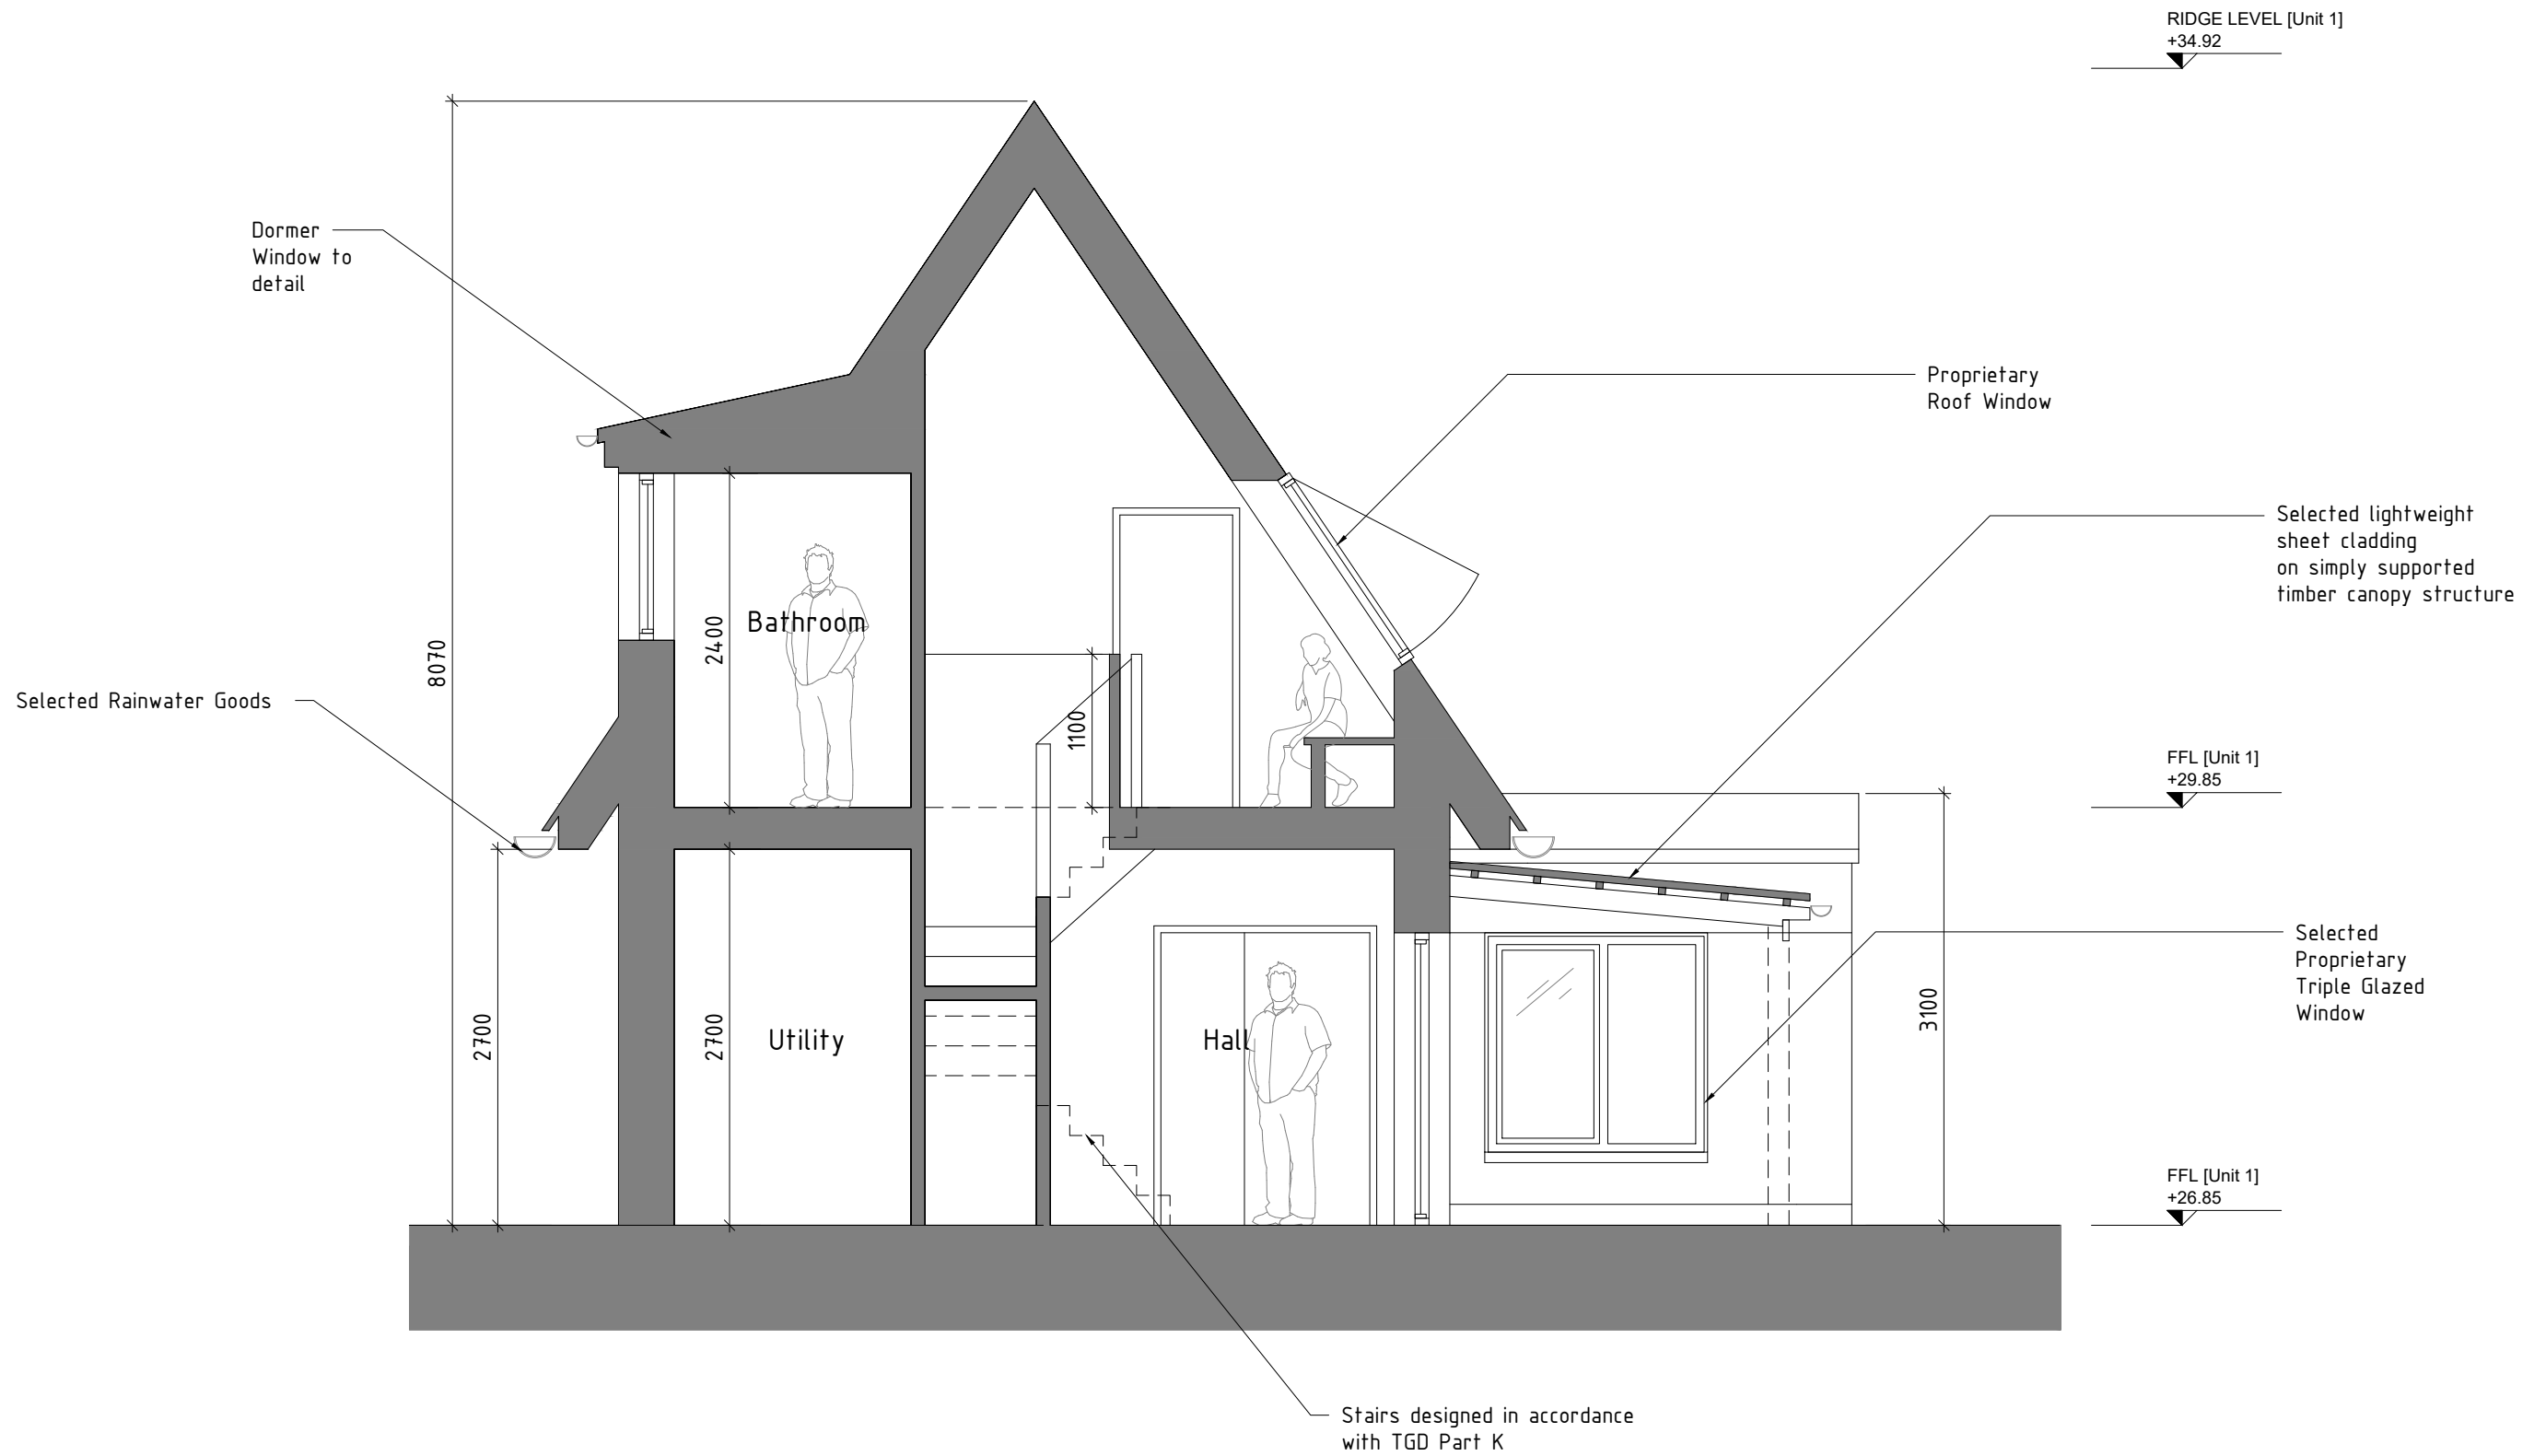 RIDGE LEVEL [Unit 1]
+34.92
Dormer
Window to
detail
Proprietary
Roof Window
Selected lightweight
sheet cladding
on simply supported
timber canopy structure
8070
2400
Bathroom
Selected Rainwater Goods
1100
FFL [Unit 1]
+29.85
2700
2700
Utility
Hall
3100
Selected
Proprietary
Triple Glazed
Window
FFL [Unit 1]
+26.85
Stairs designed in accordance
with TGD Part K